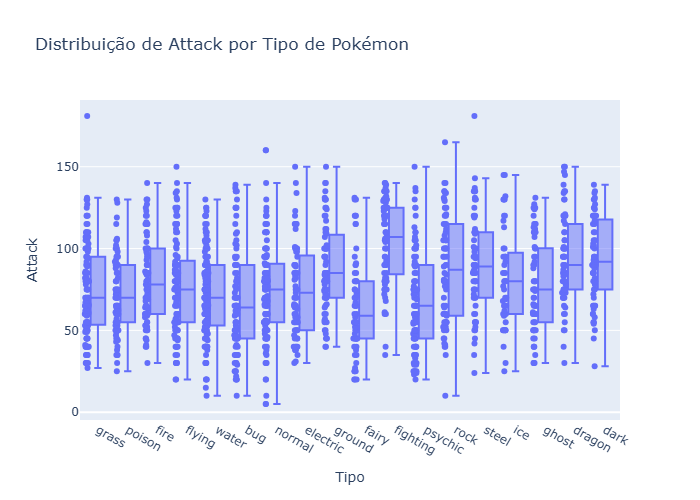 Distribuição de Attack por Tipo de Pokémon
Attack
150
100
50
0
grass
poison
fire
flying
water
bug
normal
electric
ground
fairy
fighting
psychic
rock
steel
ice
ghost
dragon
dark
Tipo